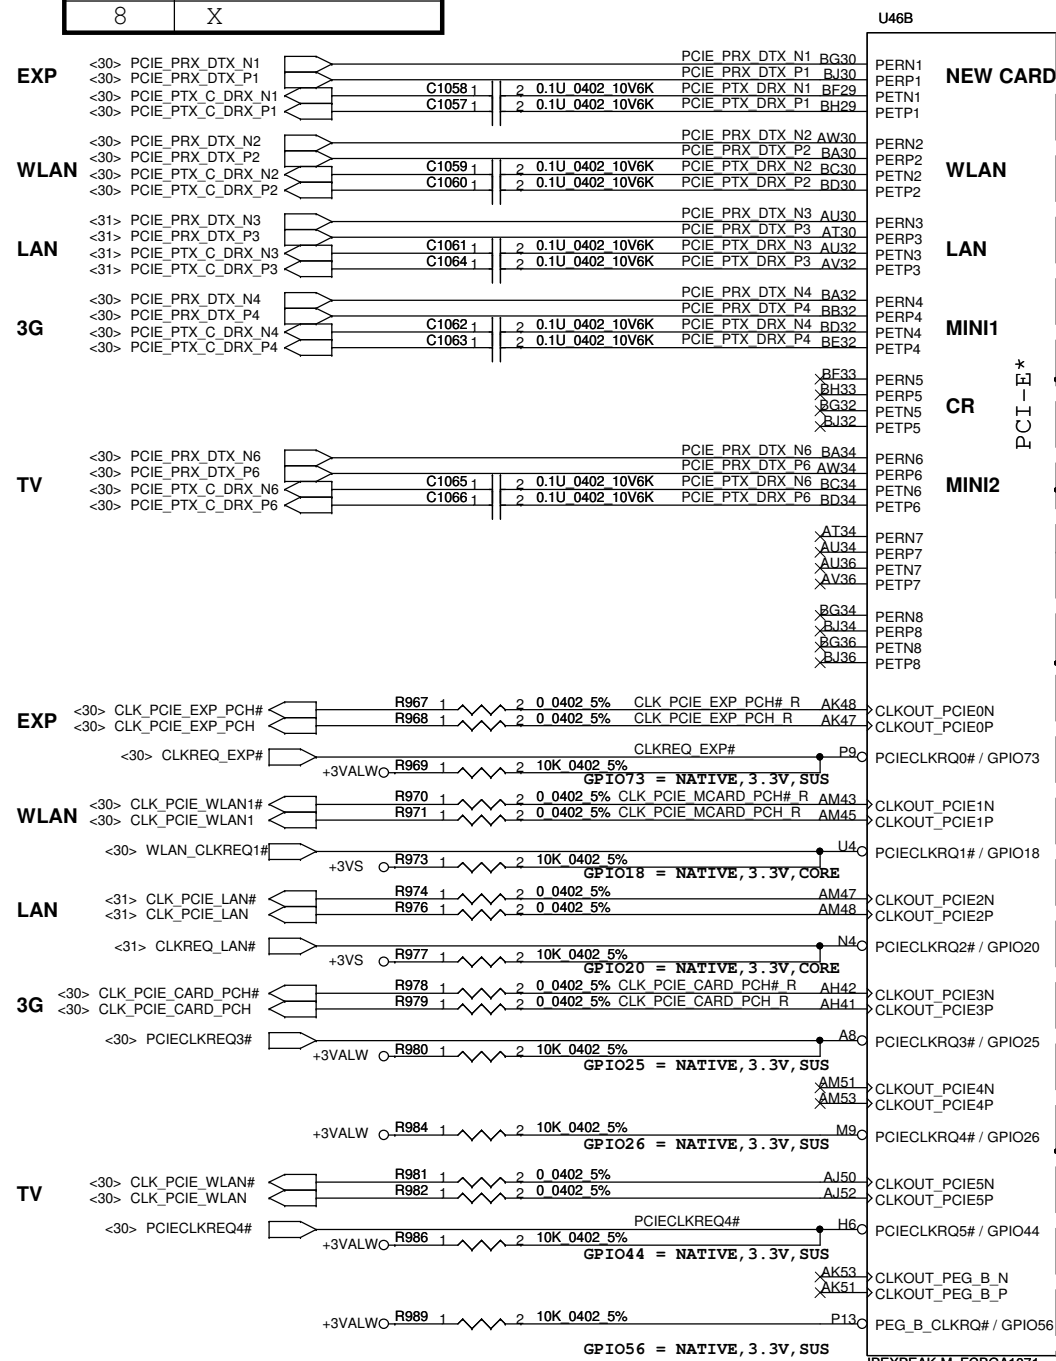 8 X
U46B
EXP
<30> PCIE_PRX_DTX_N1 PCIE_PRX_DTX_N1 BG30 PERN1
<30> PCIE_PRX_DTX_P1 PCIE_PRX_DTX_P1 BJ30 PERP1
<30> PCIE_PTX_C_DRX_N1 C1058 1 2 0.1U_0402_10V6K PCIE_PTX_DRX_N1 BF29 PETN1
<30> PCIE_PTX_C_DRX_P1 C1057 1 2 0.1U_0402_10V6K PCIE_PTX_DRX_P1 BH29 PETP1
NEW CARD
WLAN
<30> PCIE_PRX_DTX_N2 PCIE_PRX_DTX_N2 AW30 PERN2
<30> PCIE_PRX_DTX_P2 PCIE_PRX_DTX_P2 BA30 PERP2
<30> PCIE_PTX_C_DRX_N2 C1059 1 2 0.1U_0402_10V6K PCIE_PTX_DRX_N2 BC30 PETN2
<30> PCIE_PTX_C_DRX_P2 C1060 1 2 0.1U_0402_10V6K PCIE_PTX_DRX_P2 BD30 PETP2
WLAN
LAN
<31> PCIE_PRX_DTX_N3 PCIE_PRX_DTX_N3 AU30 PERN3
<31> PCIE_PRX_DTX_P3 PCIE_PRX_DTX_P3 AT30 PERP3
<31> PCIE_PTX_C_DRX_N3 C1061 1 2 0.1U_0402_10V6K PCIE_PTX_DRX_N3 AU32 PETN3
<31> PCIE_PTX_C_DRX_P3 C1064 1 2 0.1U_0402_10V6K PCIE_PTX_DRX_P3 AV32 PETP3
LAN
3G
<30> PCIE_PRX_DTX_N4 PCIE_PRX_DTX_N4 BA32 PERN4
<30> PCIE_PRX_DTX_P4 PCIE_PRX_DTX_P4 BB32 PERP4
<30> PCIE_PTX_C_DRX_N4 C1062 1 2 0.1U_0402_10V6K PCIE_PTX_DRX_N4 BD32 PETN4
<30> PCIE_PTX_C_DRX_P4 C1063 1 2 0.1U_0402_10V6K PCIE_PTX_DRX_P4 BE32 PETP4
MINI1
PCI-E*
BF33 PERN5
BH33 PERP5
BG32 PETN5
BJ32 PETP5
CR
TV
<30> PCIE_PRX_DTX_N6 PCIE_PRX_DTX_N6 BA34 PERN6
<30> PCIE_PRX_DTX_P6 PCIE_PRX_DTX_P6 AW34 PERP6
<30> PCIE_PTX_C_DRX_N6 C1065 1 2 0.1U_0402_10V6K PCIE_PTX_DRX_N6 BC34 PETN6
<30> PCIE_PTX_C_DRX_P6 C1066 1 2 0.1U_0402_10V6K PCIE_PTX_DRX_P6 BD34 PETP6
MINI2
AT34 PERN7
AU34 PERP7
AU36 PETN7
AV36 PETP7
BG34 PERN8
BJ34 PERP8
BG36 PETN8
BJ36 PETP8
EXP
<30> CLK_PCIE_EXP_PCH# R967 1 2 0_0402_5% CLK_PCIE_EXP_PCH#_R AK48 CLKOUT_PCIE0N
<30> CLK_PCIE_EXP_PCH R968 1 2 0_0402_5% CLK_PCIE_EXP_PCH_R AK47 CLKOUT_PCIE0P
<30> CLKREQ_EXP# CLKREQ_EXP# P9 PCIECLKRQ0# / GPIO73
+3VALW R969 1 2 10K_0402_5%
GPIO73 = NATIVE,3.3V,SUS
WLAN
<30> CLK_PCIE_WLAN1# R970 1 2 0_0402_5% CLK_PCIE_MCARD_PCH#_R AM43 CLKOUT_PCIE1N
<30> CLK_PCIE_WLAN1 R971 1 2 0_0402_5% CLK_PCIE_MCARD_PCH_R AM45 CLKOUT_PCIE1P
<30> WLAN_CLKREQ1# U4 PCIECLKRQ1# / GPIO18
+3VS R973 1 2 10K_0402_5%
GPIO18 = NATIVE,3.3V,CORE
LAN
<31> CLK_PCIE_LAN# R974 1 2 0_0402_5% AM47 CLKOUT_PCIE2N
<31> CLK_PCIE_LAN R976 1 2 0_0402_5% AM48 CLKOUT_PCIE2P
<31> CLKREQ_LAN# N4 PCIECLKRQ2# / GPIO20
+3VS R977 1 2 10K_0402_5%
GPIO20 = NATIVE,3.3V,CORE
3G
<30> CLK_PCIE_CARD_PCH# R978 1 2 0_0402_5% CLK_PCIE_CARD_PCH#_R AH42 CLKOUT_PCIE3N
<30> CLK_PCIE_CARD_PCH R979 1 2 0_0402_5% CLK_PCIE_CARD_PCH_R AH41 CLKOUT_PCIE3P
<30> PCIECLKREQ3# A8 PCIECLKRQ3# / GPIO25
+3VALW R980 1 2 10K_0402_5%
GPIO25 = NATIVE,3.3V,SUS
AM51 CLKOUT_PCIE4N
AM53 CLKOUT_PCIE4P
+3VALW R984 1 2 10K_0402_5% M9 PCIECLKRQ4# / GPIO26
GPIO26 = NATIVE,3.3V,SUS
TV
<30> CLK_PCIE_WLAN# R981 1 2 0_0402_5% AJ50 CLKOUT_PCIE5N
<30> CLK_PCIE_WLAN R982 1 2 0_0402_5% AJ52 CLKOUT_PCIE5P
<30> PCIECLKREQ4# PCIECLKREQ4# H6 PCIECLKRQ5# / GPIO44
+3VALW R986 1 2 10K_0402_5%
GPIO44 = NATIVE,3.3V,SUS
AK53 CLKOUT_PEG_B_N
AK51 CLKOUT_PEG_B_P
+3VALW R989 1 2 10K_0402_5% P13 PEG_B_CLKRQ# / GPIO56
GPIO56 = NATIVE,3.3V,SUS